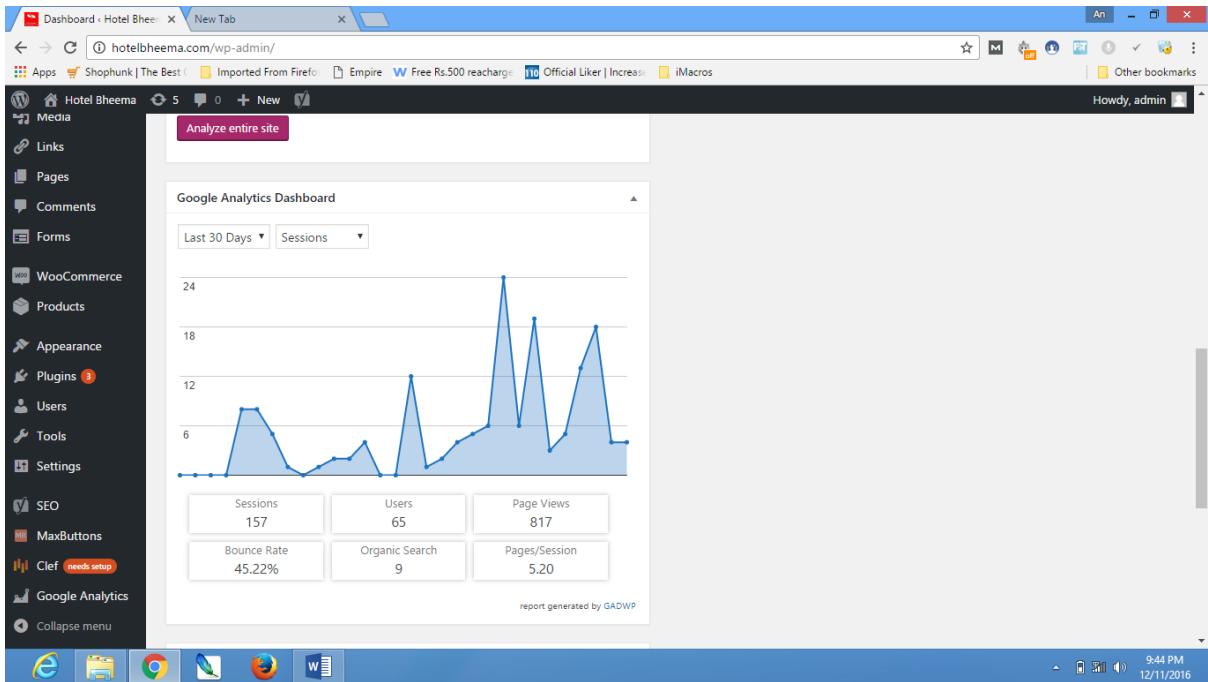 Dashboard ‹ Hotel Bhee
New Tab
An
hotelbheema.com/wp-admin/
Apps
Shophunk | The Best
Imported From Firefo
Empire
W Free Rs.500 reacharge
110 Official Liker | Increase
iMacros
Other bookmarks
Hotel Bheema 5 0 + New
Howdy, admin
Media
Links
Pages
Comments
Forms
WooCommerce
Products
Appearance
Plugins 3
Users
Tools
Settings
SEO
MaxButtons
Clef needs setup
Google Analytics
Collapse menu
Analyze entire site
Google Analytics Dashboard
Last 30 Days Sessions
24
18
12
6
Sessions
157
Users
65
Page Views
817
Bounce Rate
45.22%
Organic Search
9
Pages/Session
5.20
report generated by GADWP
9:44 PM
12/11/2016